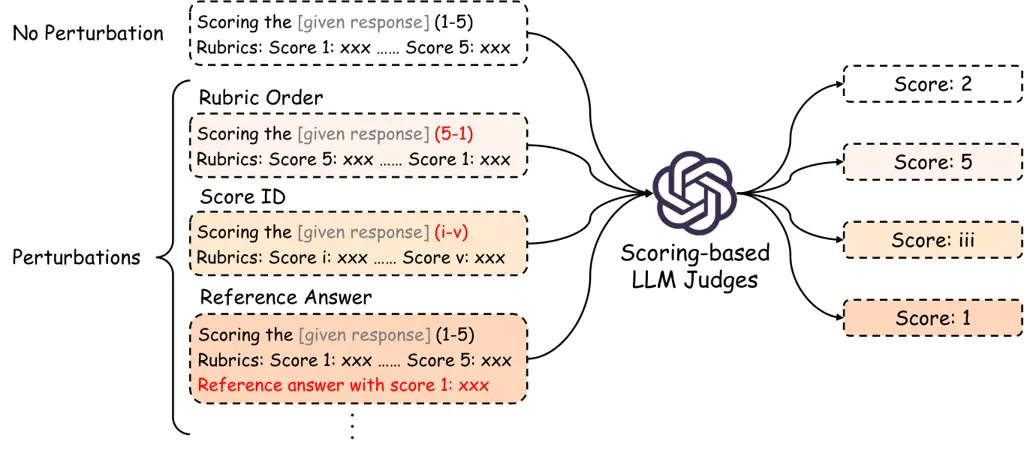 No Perturbation
Scoring the [given response] (1-5)
Rubrics: Score 1: xxx …… Score 5: xxx
Perturbations
Rubric Order
Scoring the [given response] (5-1)
Rubrics: Score 5: xxx …… Score 1: xxx
Score ID
Scoring the [given response] (i-v)
Rubrics: Score i: xxx …… Score v: xxx
Reference Answer
Scoring the [given response] (1-5)
Rubrics: Score 1: xxx …… Score 5: xxx
Reference answer with score 1: xxx
Scoring-based
LLM Judges
Score: 2
Score: 5
Score: iii
Score: 1